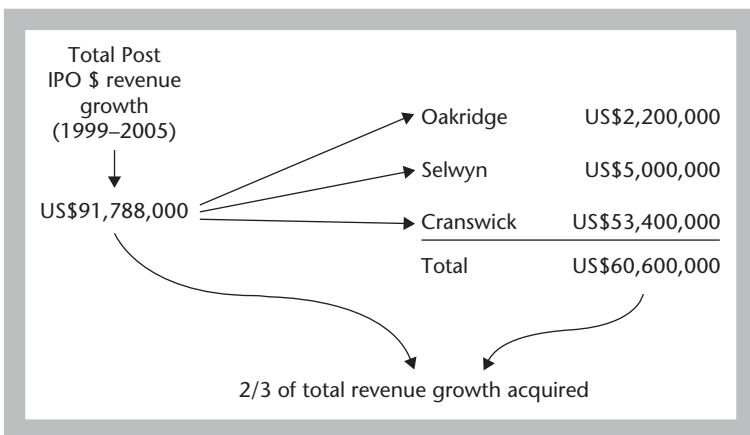 Total Post
IPO $ revenue
growth
(1999–2005)
US$91,788,000
Oakridge US$2,200,000
Selwyn US$5,000,000
Cranswick US$53,400,000
Total US$60,600,000
2/3 of total revenue growth acquired